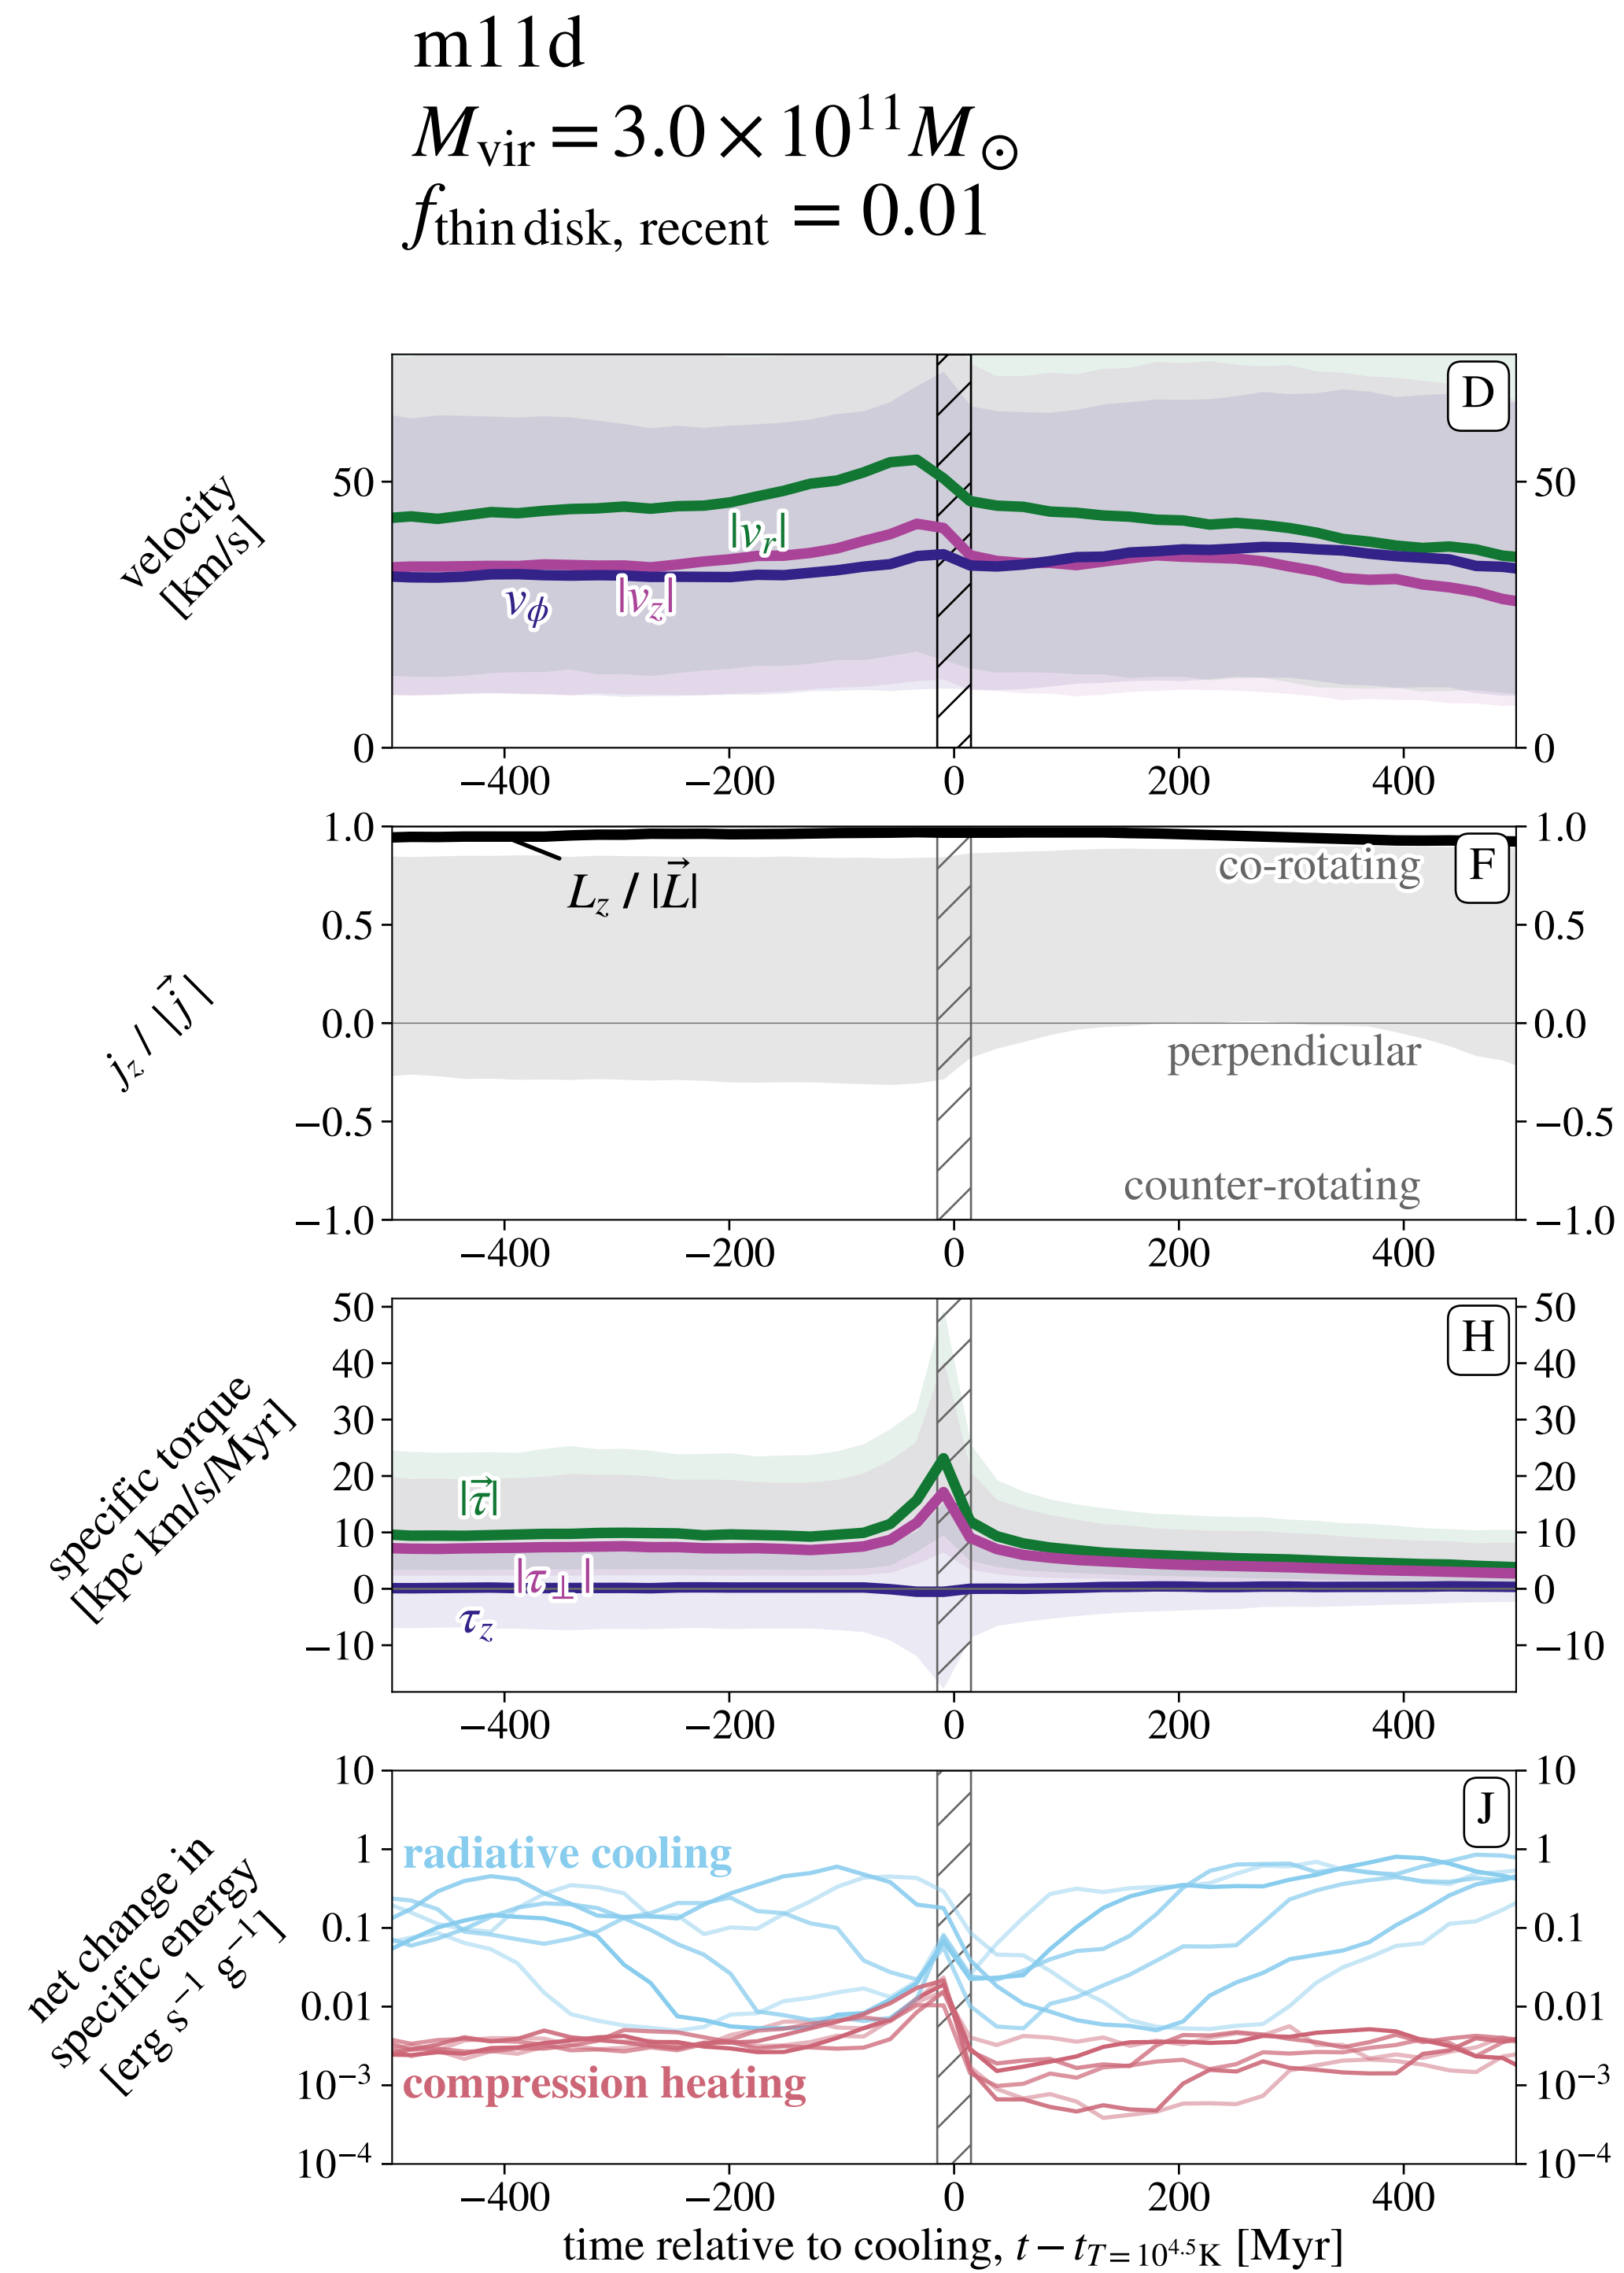 m11d
M_vir = 3.0 × 10^11 M_⊙
f_thin disk, recent = 0.01
D
velocity
[km/s]
50
50
|v_r|
v_ϕ
|v_z|
0
0
−400
−200
0
200
400
F
j_z / |j⃗|
1.0
1.0
co-rotating
L_z / |L⃗|
0.5
0.5
0.0
0.0
perpendicular
−0.5
−0.5
counter-rotating
−1.0
−1.0
−400
−200
0
200
400
H
specific torque
[kpc km/s/Myr]
50
50
40
40
30
30
20
20
|τ⃗|
10
10
|τ_⊥|
0
0
τ_z
−10
−10
−400
−200
0
200
400
J
net change in
specific energy
[erg s^−1 g^−1]
10
10
radiative cooling
1
1
0.1
0.1
0.01
0.01
compression heating
10^−3
10^−3
10^−4
10^−4
−400
−200
0
200
400
time relative to cooling, t − t_T = 10^4.5 K [Myr]